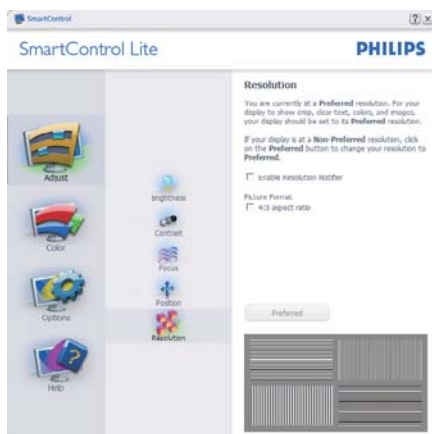 SmartControl
SmartControl Lite
PHILIPS
Adjust
Color
Options
Help
Brightness
Contrast
Focus
Position
Resolution
Resolution
You are currently at a Preferred resolution. For your
display to show crisp, clear text, colors, and images,
your display should be set to its Preferred resolution.
If your display is at a Non-Preferred resolution, click
on the Preferred button to change your resolution to
Preferred.
Enable Resolution Notifier
Picture Format
4:3 aspect ratio
Preferred